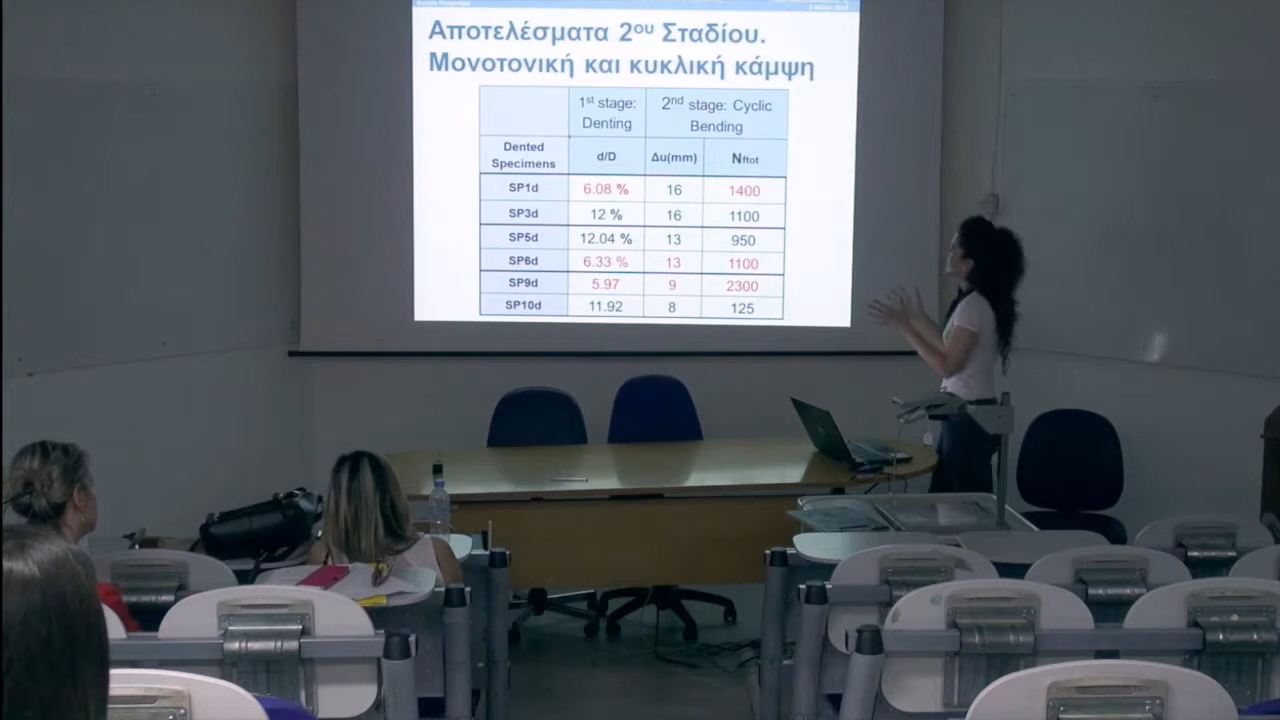 Αποτελέσματα 2ου Σταδίου.
Μονοτονική και κυκλική κάμψη
1st stage: Denting 2nd stage: Cyclic Bending
Dented Specimens d/D Δu(mm) Nftot
SP1d 6.08 % 16 1400
SP3d 12 % 16 1100
SP5d 12.04 % 13 950
SP6d 6.33 % 13 1100
SP9d 5.97 9 2300
SP10d 11.92 8 125